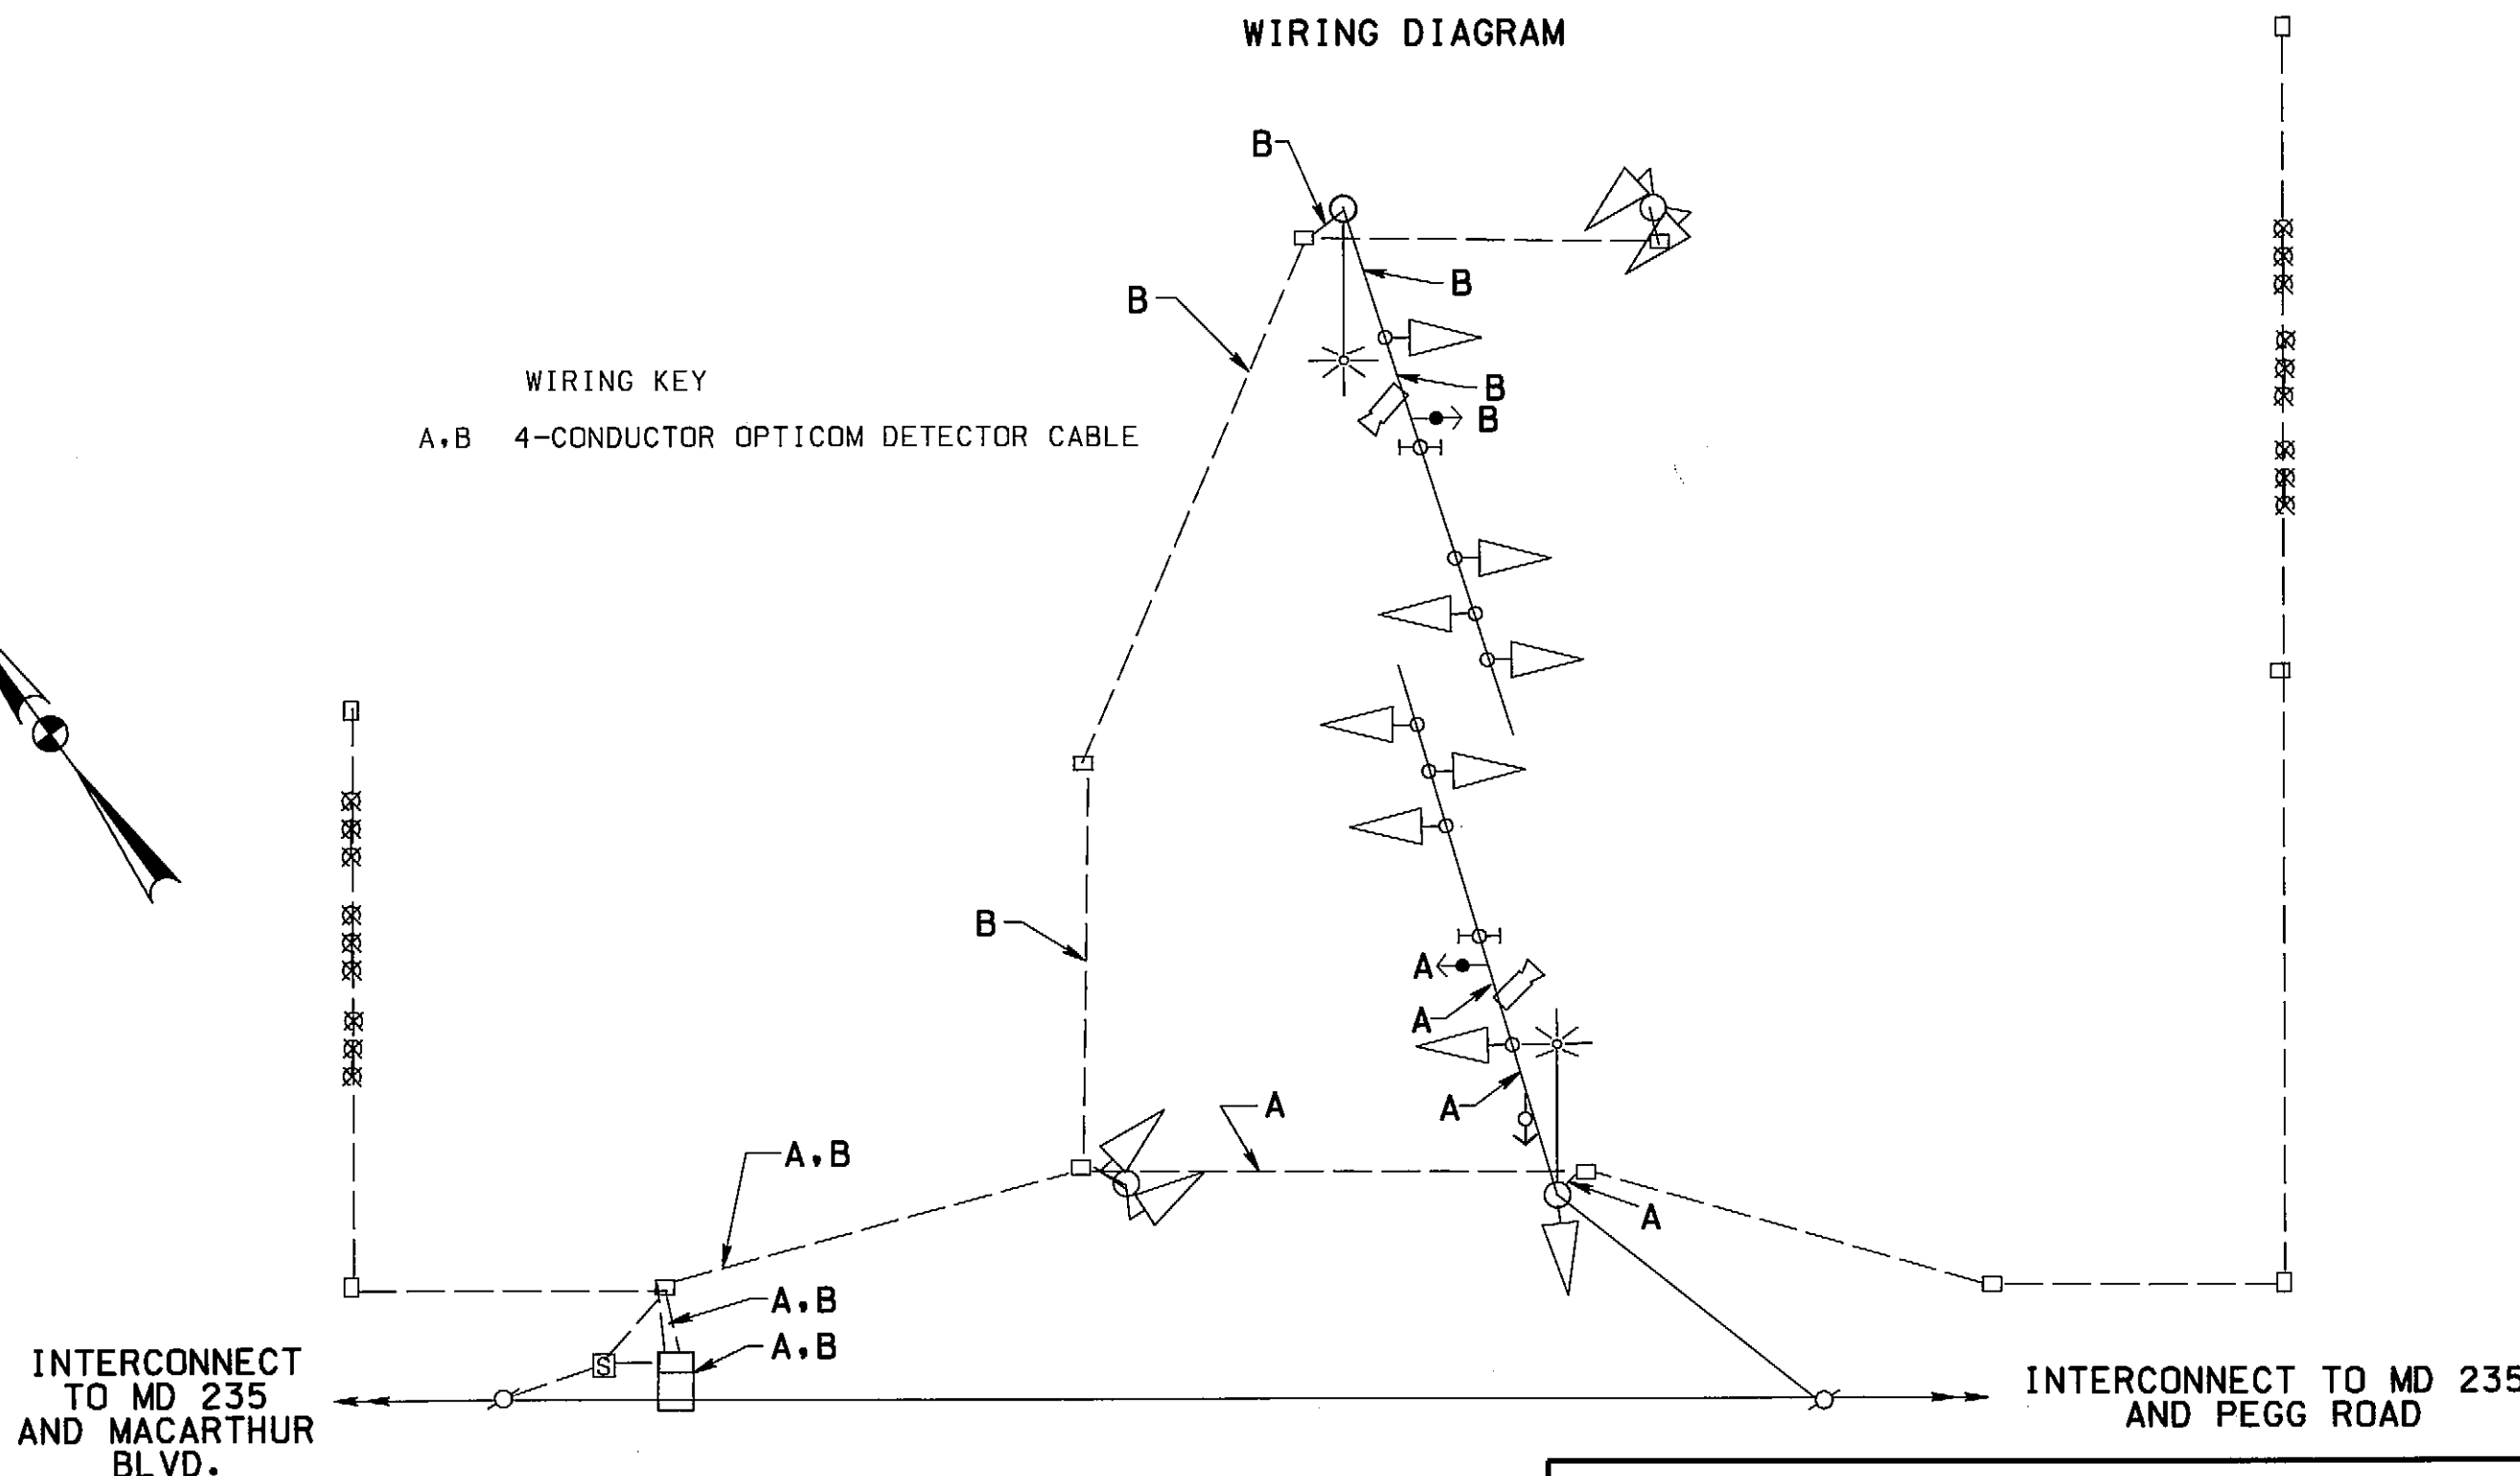 WIRING DIAGRAM
B
B
B
WIRING KEY
B
B
A,B 4-CONDUCTOR OPTICOM DETECTOR CABLE
B
A
A
A
A
A,B
A
A,B
A,B
S
INTERCONNECT
TO MD 235
AND MACARTHUR
BLVD.
INTERCONNECT TO MD 235
AND PEGG ROAD